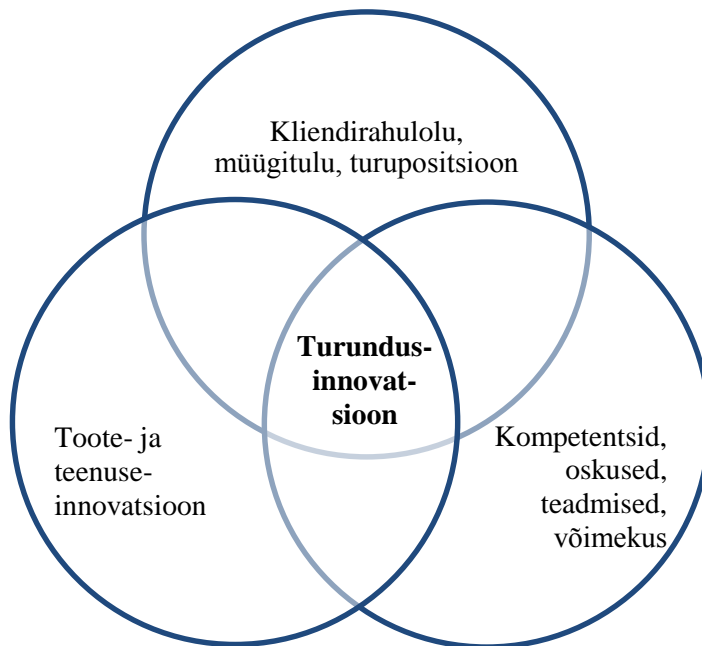 Kliendirahulolu,
müügitulu, turupositsioon
Turundus-
innovat-
sioon
Toote- ja
teenuse-
innovatsioon
Kompetentsid,
oskused,
teadmised,
võimekus